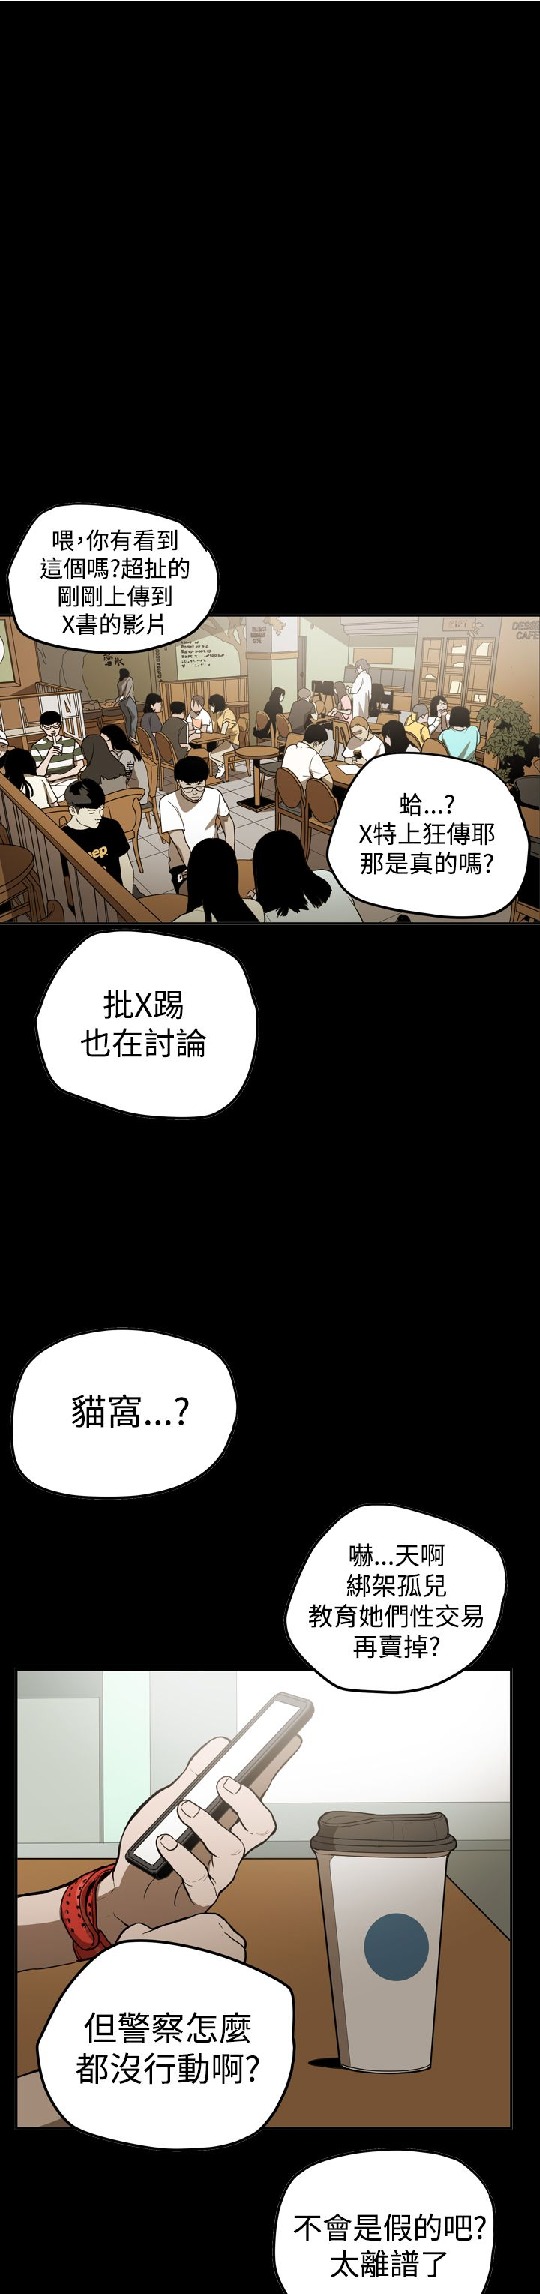 喂,你有看到
這個嗎?超扯的
剛剛上傳到
X書的影片
DESSE
CAFE
蛤...?
X特上狂傳耶
那是真的嗎?
批X踢
也在討論
貓窩...?
嚇...天啊
綁架孤兒
教育她們性交易
再賣掉?
但警察怎麼
都沒行動啊?
不會是假的吧?
太離譜了